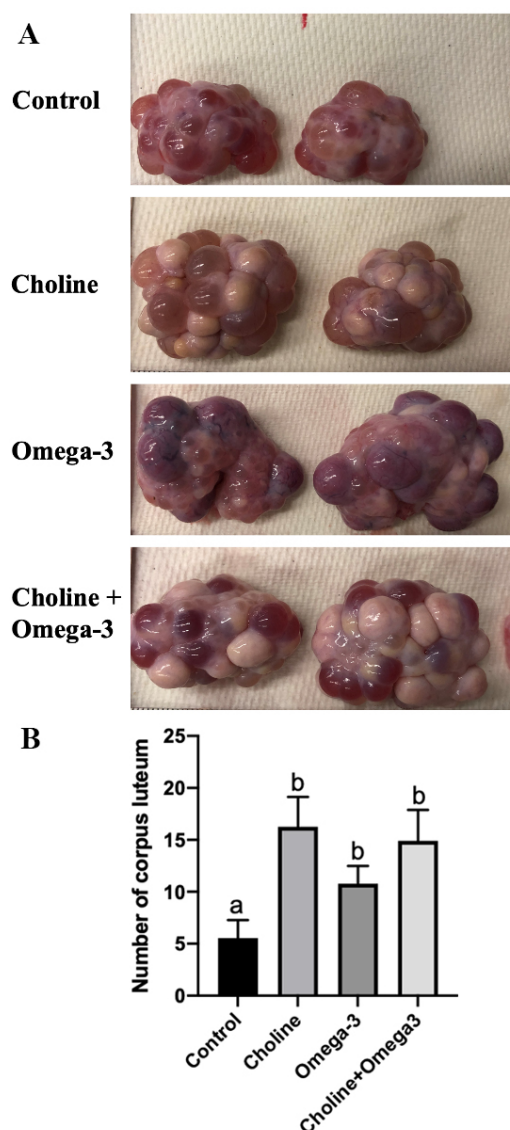 A
Control
Choline
Omega-3
Choline +
Omega-3
B
Number of corpus luteum
25
20
15
10
5
0
a
b
b
b
Control
Choline
Omega-3
Choline+Omega3